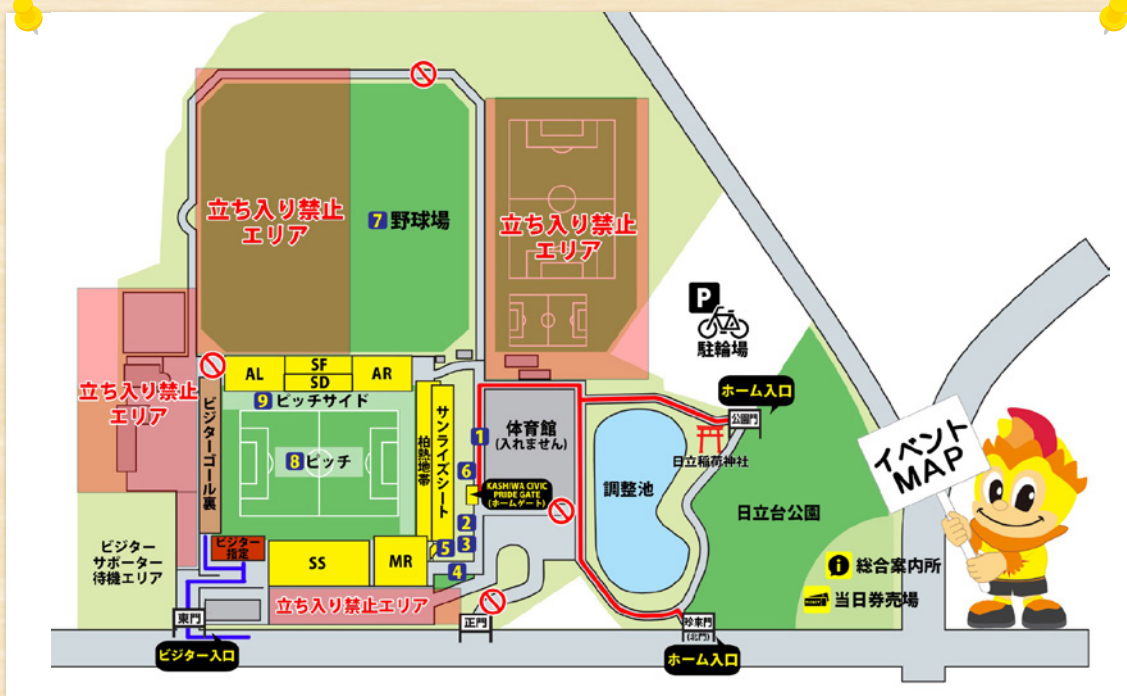 立ち入り禁止
エリア
7 野球場
立ち入り禁止
エリア
P
駐輪場
立ち入り禁止
エリア
AL
SF
SD
AR
9 ピッチサイド
ビジターゴール裏
8 ピッチ
柏熱地帯
サンライズシート
1
6
体育館
(入れません)
KASHIWA CIVIC
PRIDE GATE
(ホームゲート)
2
3
5
4
ホーム入口
公園門
日立稲荷神社
調整池
日立台公園
イベント
MAP
i 総合案内所
当日券売場
ビジター
サポーター
待機エリア
ビジター
指定
SS
MR
立ち入り禁止エリア
東門
ビジター入口
正門
珍來門
(北門)
ホーム入口